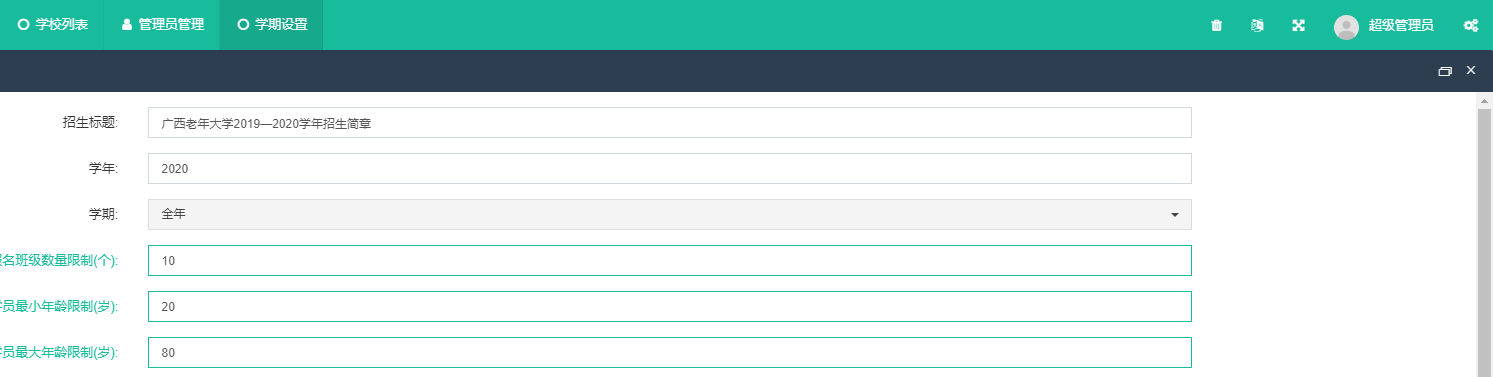 学校列表 管理员管理 学期设置 超级管理员
招生标题: 广西老年大学2019—2020学年招生简章
学年: 2020
学期: 全年
名班级数量限制(个): 10
员最小年龄限制(岁): 20
员最大年龄限制(岁): 80